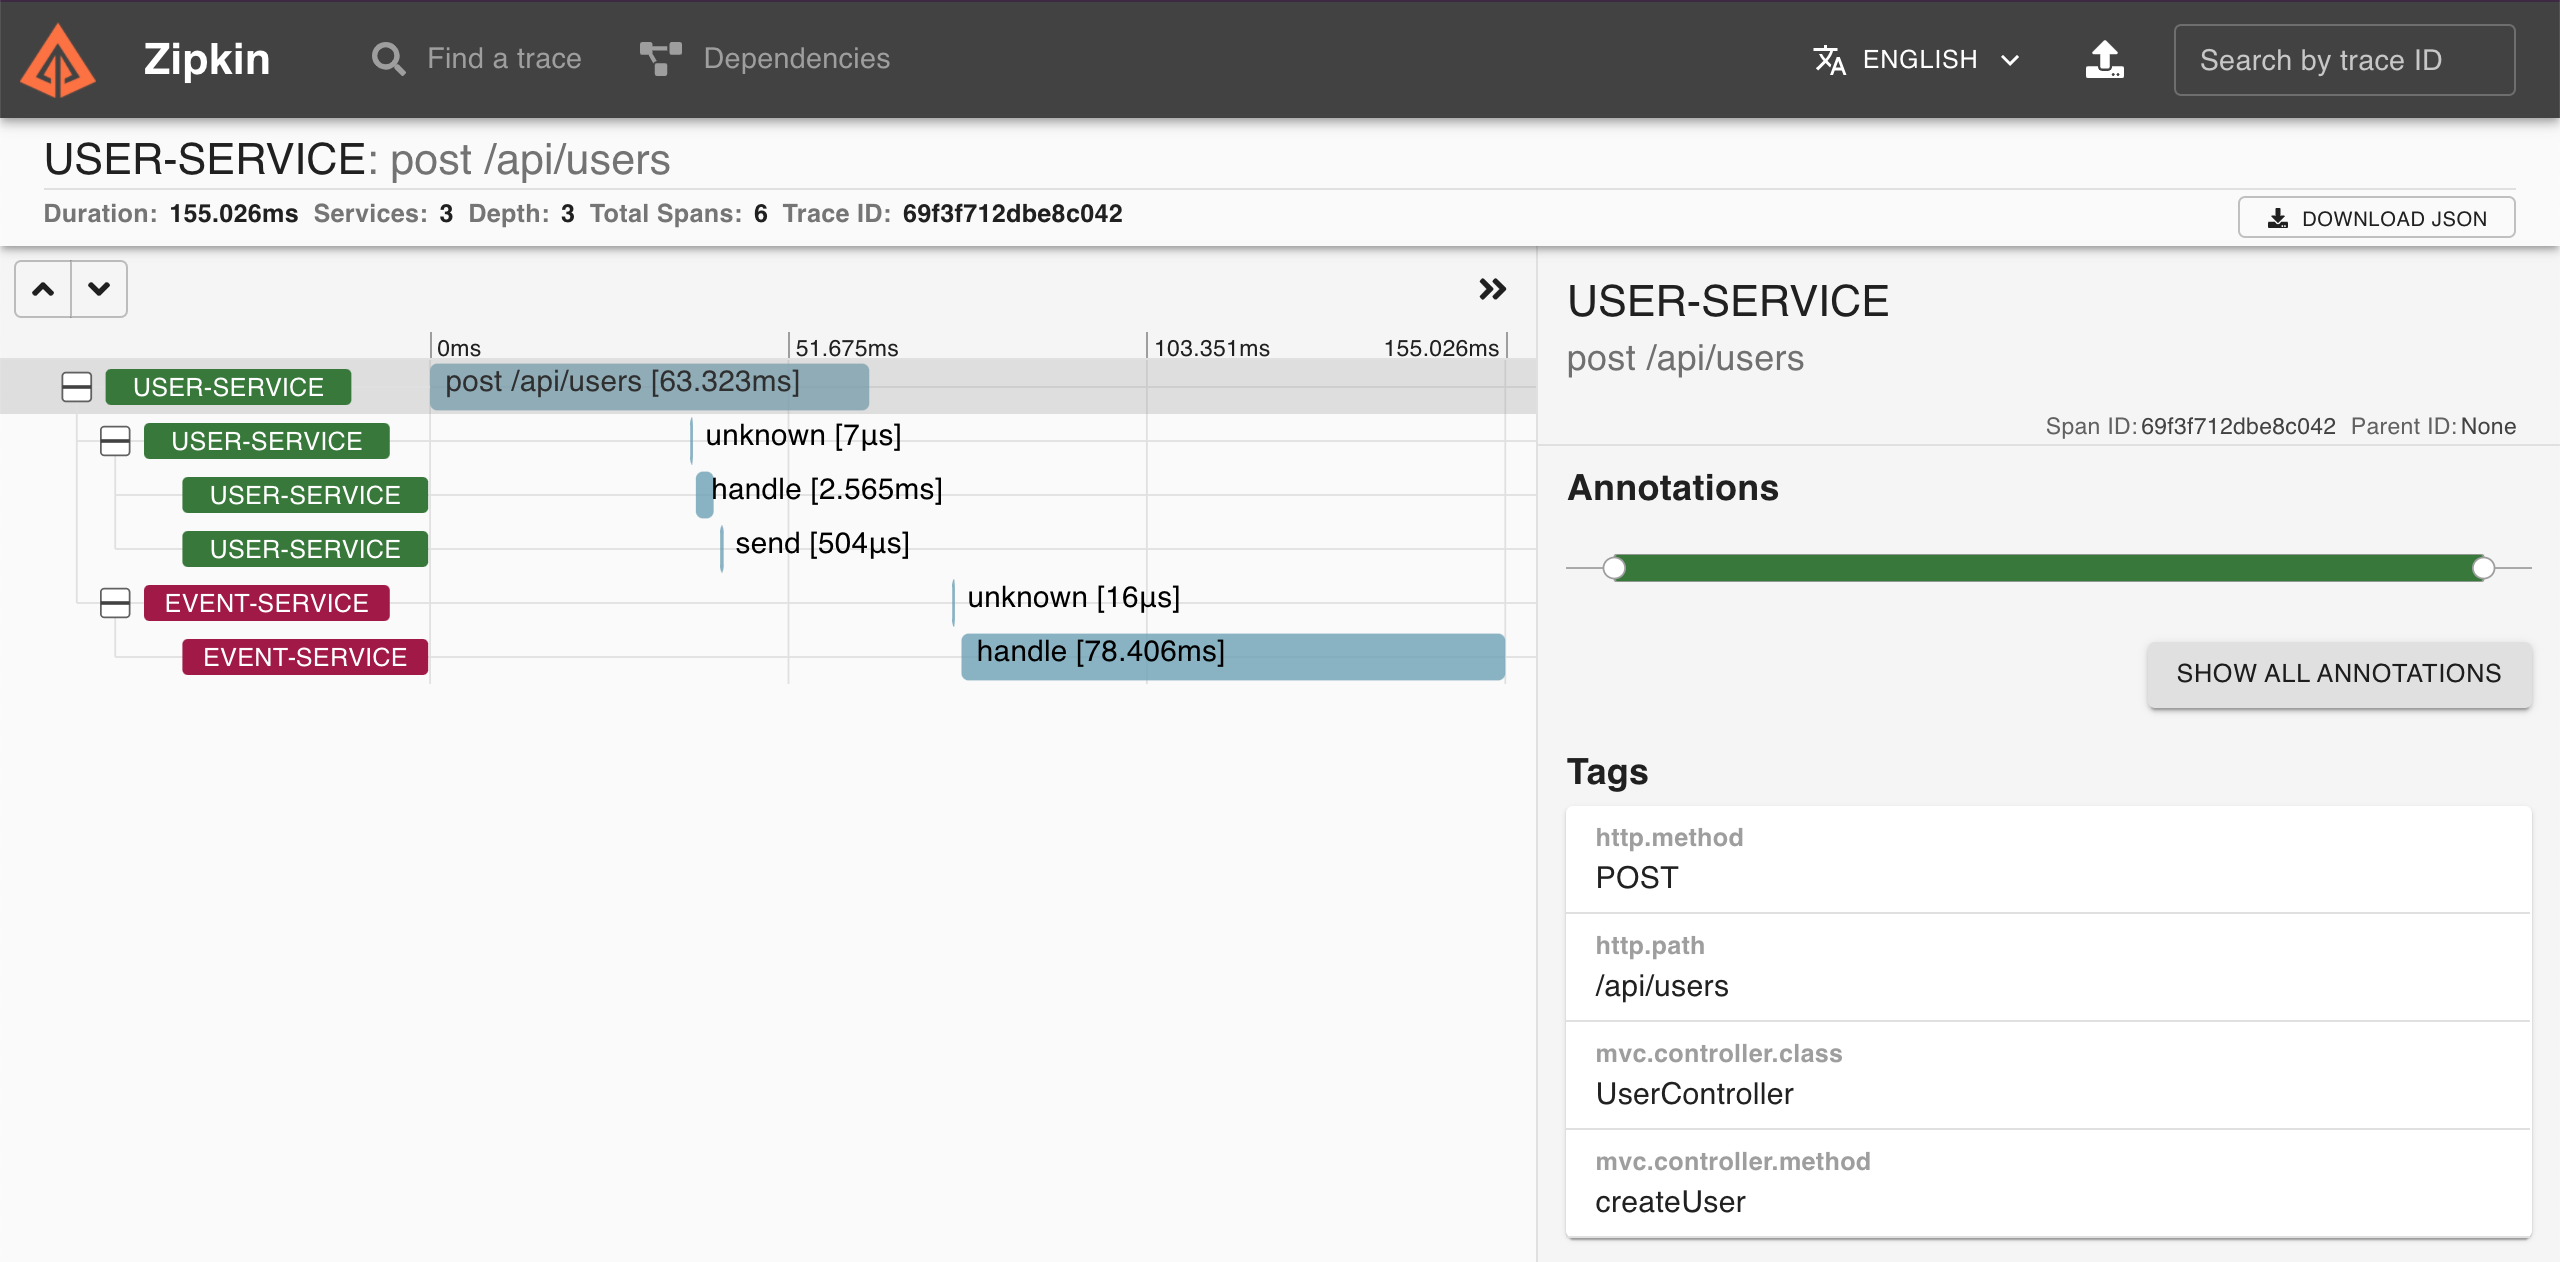 Zipkin
Find a trace
Dependencies
ENGLISH
Search by trace ID
USER-SERVICE: post /api/users
Duration: 155.026ms Services: 3 Depth: 3 Total Spans: 6 Trace ID: 69f3f712dbe8c042
DOWNLOAD JSON
0ms
51.675ms
103.351ms
155.026ms
USER-SERVICE
post /api/users [63.323ms]
USER-SERVICE
unknown [7μs]
USER-SERVICE
handle [2.565ms]
USER-SERVICE
send [504μs]
EVENT-SERVICE
unknown [16μs]
EVENT-SERVICE
handle [78.406ms]
USER-SERVICE
post /api/users
Span ID: 69f3f712dbe8c042 Parent ID: None
Annotations
SHOW ALL ANNOTATIONS
Tags
http.method
POST
http.path
/api/users
mvc.controller.class
UserController
mvc.controller.method
createUser